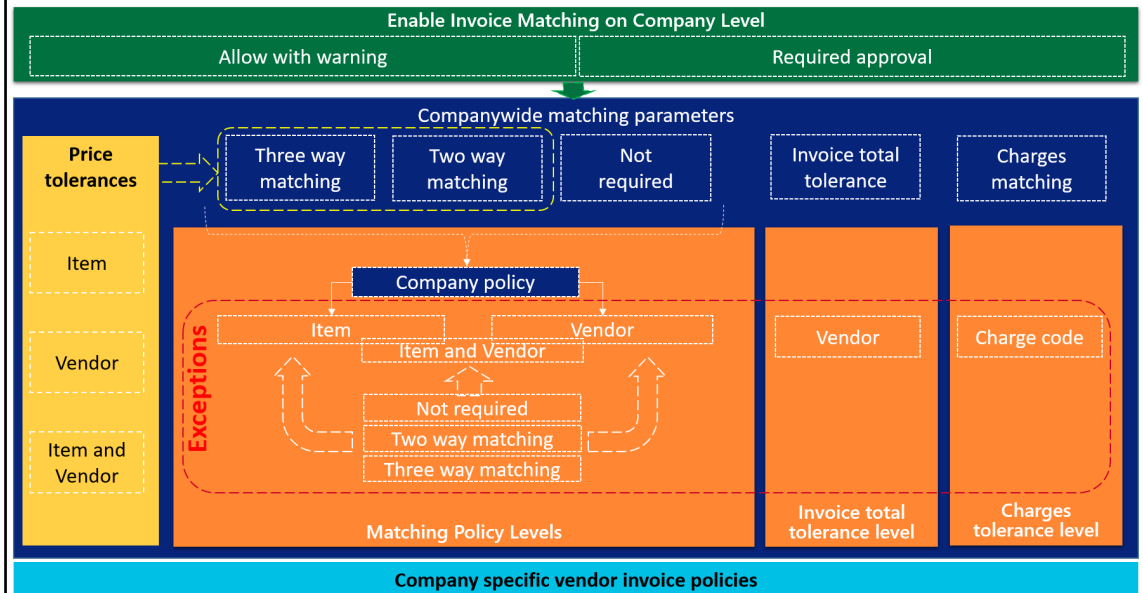 Enable Invoice Matching on Company Level
Allow with warning
Required approval
Companywide matching parameters
Price
tolerances
Three way
matching
Two way
matching
Not
required
Invoice total
tolerance
Charges
matching
Item
Vendor
Item and
Vendor
Company policy
Exceptions
Item
Vendor
Item and Vendor
Not required
Two way matching
Three way matching
Matching Policy Levels
Vendor
Invoice total
tolerance level
Charge code
Charges
tolerance level
Company specific vendor invoice policies